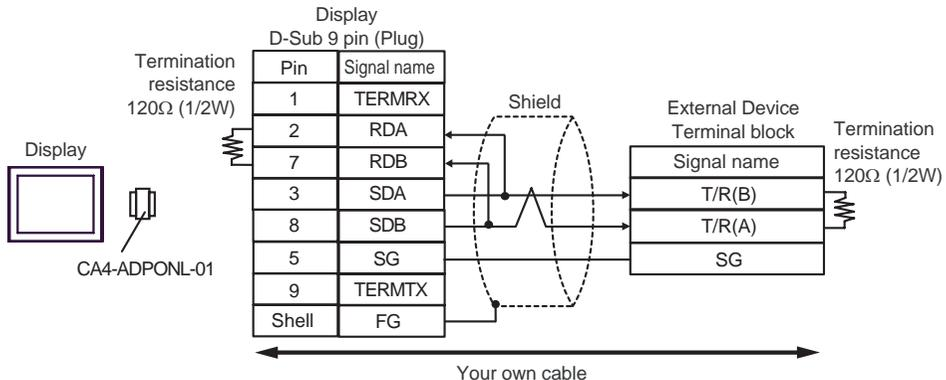 Display
D-Sub 9 pin (Plug)
Termination
resistance
120Ω (1/2W)
Pin Signal name
1 TERMRX
2 RDA
7 RDB
3 SDA
8 SDB
5 SG
9 TERMTX
Shell FG
Shield
External Device
Terminal block
Signal name
T/R(B)
T/R(A)
SG
Termination
resistance
120Ω (1/2W)
Display
CA4-ADPONL-01
Your own cable